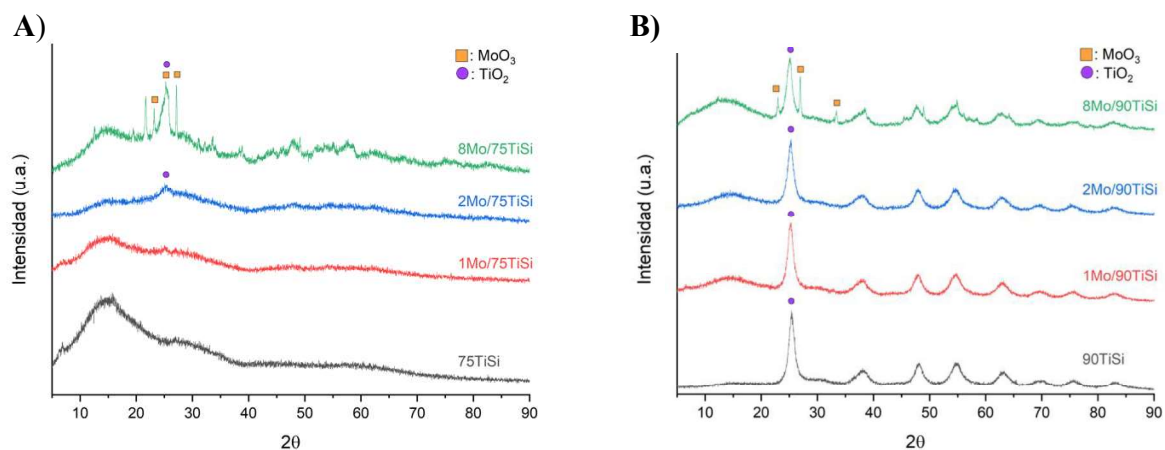 A)
■: MoO3
●: TiO2
8Mo/75TiSi
2Mo/75TiSi
1Mo/75TiSi
75TiSi
Intensidad (u.a.)
10 20 30 40 50 60 70 80 90
2θ
B)
■: MoO3
●: TiO2
8Mo/90TiSi
2Mo/90TiSi
1Mo/90TiSi
90TiSi
Intensidad (u.a.)
10 20 30 40 50 60 70 80 90
2θ